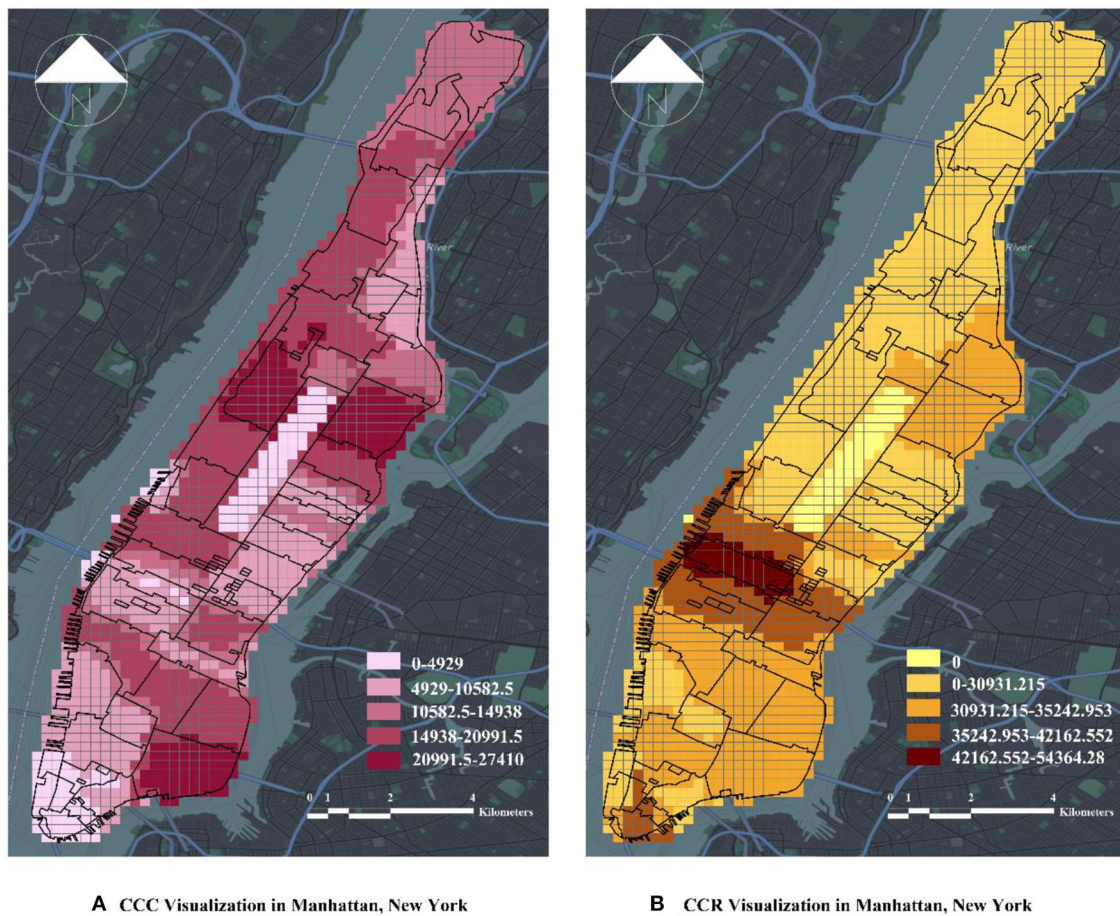 N
River
0-4929
4929-10582.5
10582.5-14938
14938-20991.5
20991.5-27410
0 1 2 4
Kilometers
A CCC Visualization in Manhattan, New York
N
River
0
0-30931.215
30931.215-35242.953
35242.953-42162.552
42162.552-54364.28
0 1 2 4
Kilometers
B CCR Visualization in Manhattan, New York